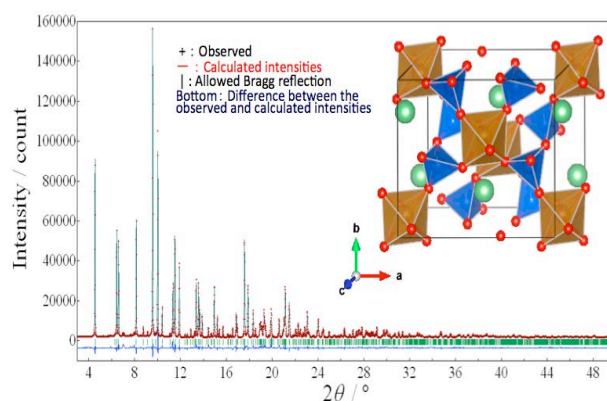 160000
+ : Observed
— : Calculated intensities
| : Allowed Bragg reflection
Bottom : Difference between the
observed and calculated intensities
140000
120000
100000
80000
60000
40000
20000
0
Intensity / count
4 8 12 16 20 24 28 32 36 40 44 48
2θ / °
b
a
c